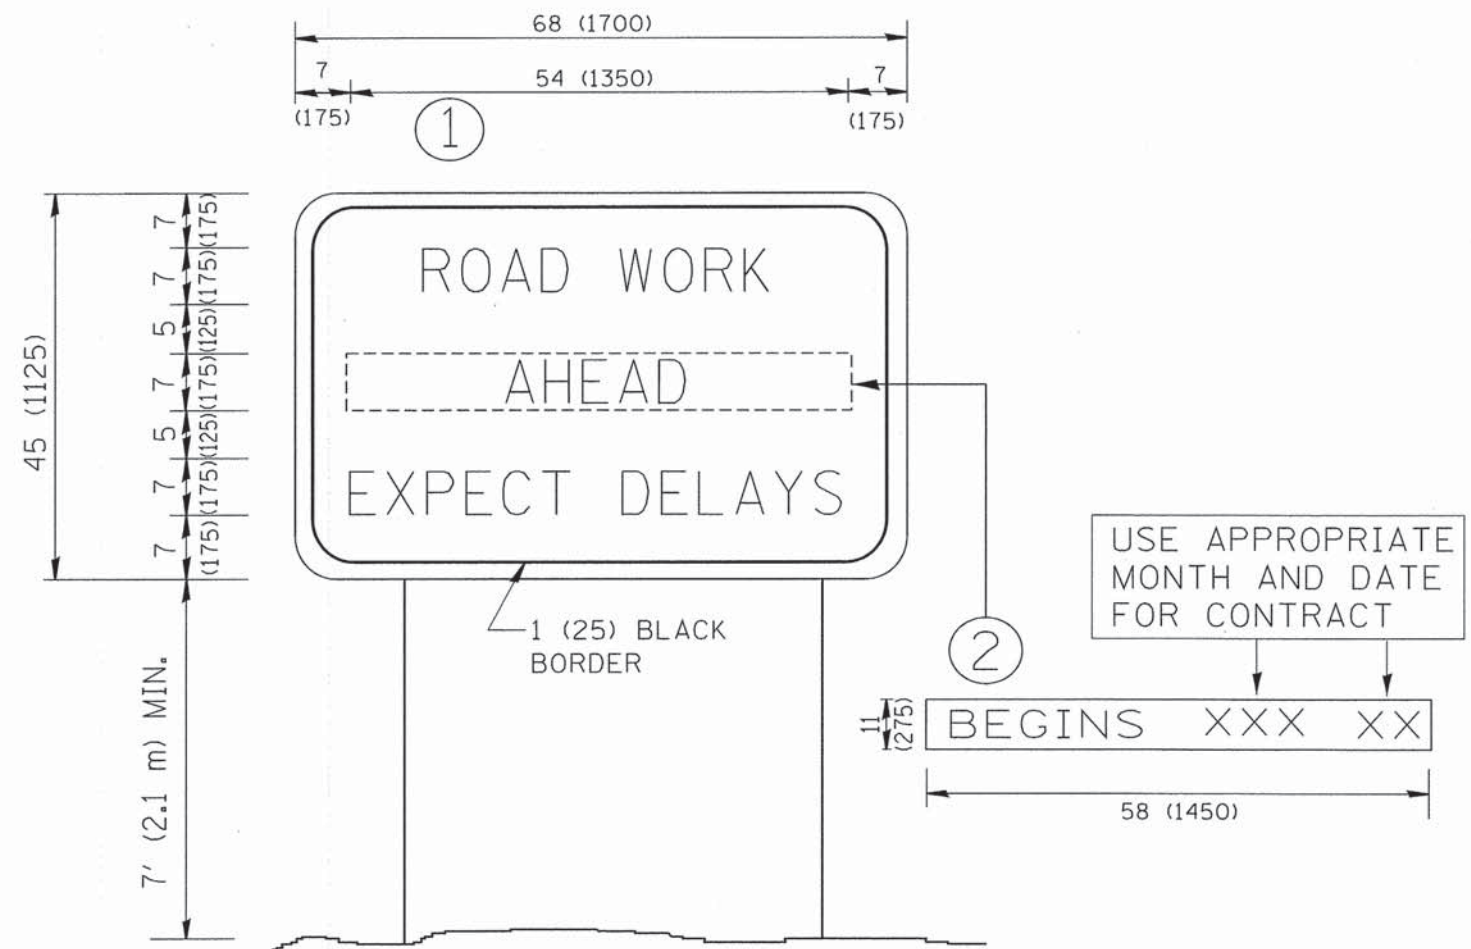 68 (1700)
7
54 (1350)
7
(175)
(175)
1
45 (1125)
7 (175)
7 (175)
5 (125)
7 (175)
5 (125)
7 (175)
7 (175)
ROAD WORK
AHEAD
EXPECT DELAYS
1 (25) BLACK
BORDER
7' (2.1 m) MIN.
2
USE APPROPRIATE
MONTH AND DATE
FOR CONTRACT
11
(275)
BEGINS XXX XX
58 (1450)